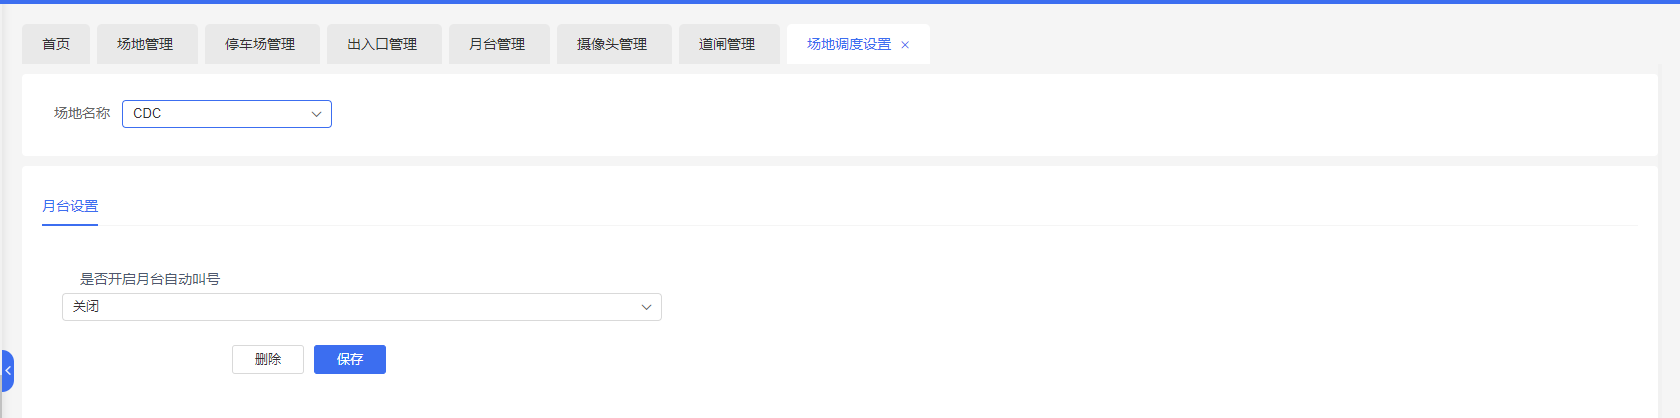 首页 场地管理 停车场管理 出入口管理 月台管理 摄像头管理 道闸管理 场地调度设置 ×
场地名称 CDC
月台设置
是否开启月台自动叫号
关闭
删除 保存